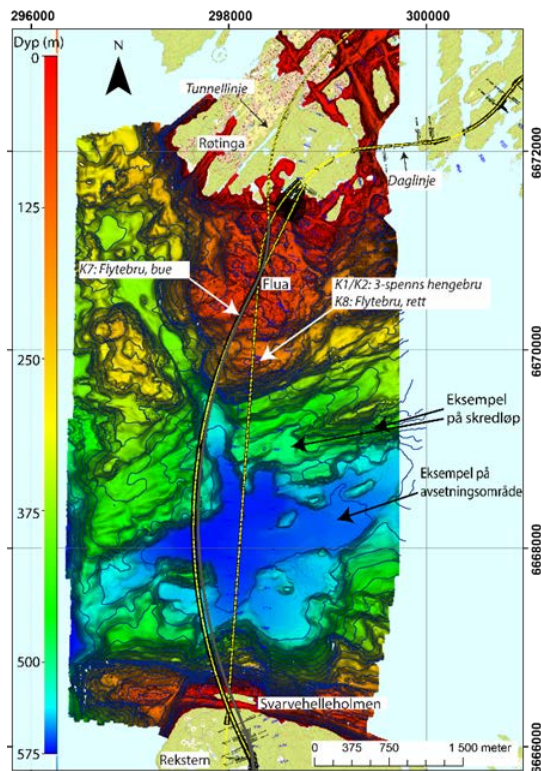 296000
298000
300000
Dyp (m)
0
N
Tunnellinje
Røtinga
6672000
Daglinje
125
K7: Flytebru, bue
Flua
K1/K2: 3-spenns hengebru
K8: Flytebru, rett
250
6670000
Eksempel
på skredløp
Eksempel på
avsetningsområde
375
6668000
500
Svarvehelleholmen
575
Rekstern
0 375 750 1 500 meter
6666000